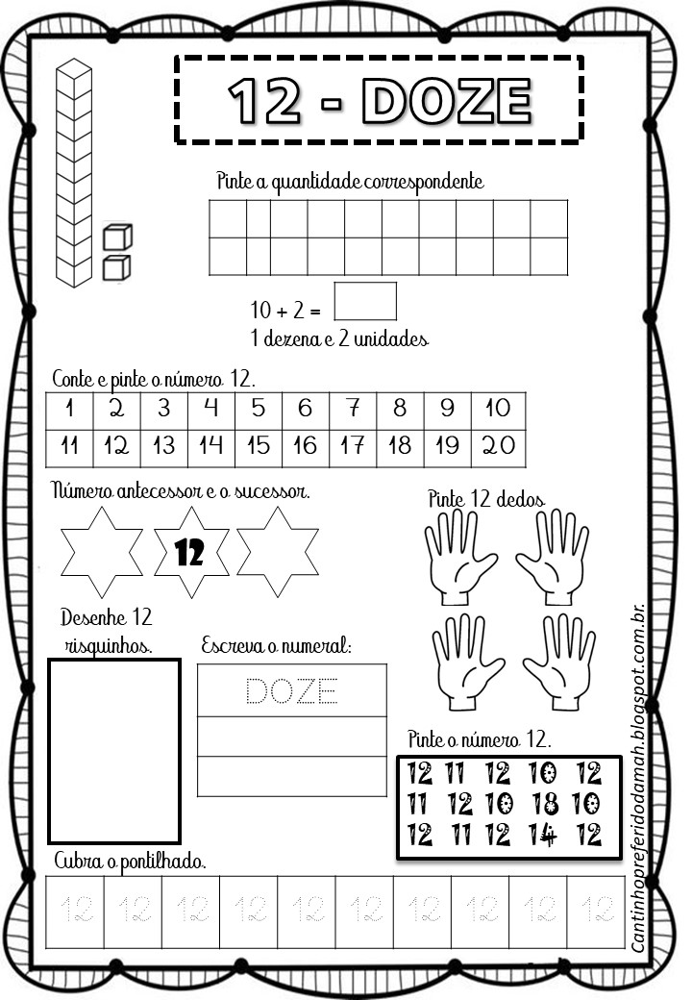 12 - DOZE
Pinte a quantidade correspondente
10 + 2 =
1 dezena e 2 unidades
Conte e pinte o número 12.
1 2 3 4 5 6 7 8 9 10
11 12 13 14 15 16 17 18 19 20
Número antecessor e o sucessor.
12
Pinte 12 dedos
Desenhe 12
risquinhos.
Escreva o numeral:
DOZE
Pinte o número 12.
12 11 12 10 12
11 12 10 18 10
12 11 12 14 12
Cubra o pontilhado.
12 12 12 12 12 12 12 12 12 12
Cantinhopreferidodamah.blogspot.com.br.